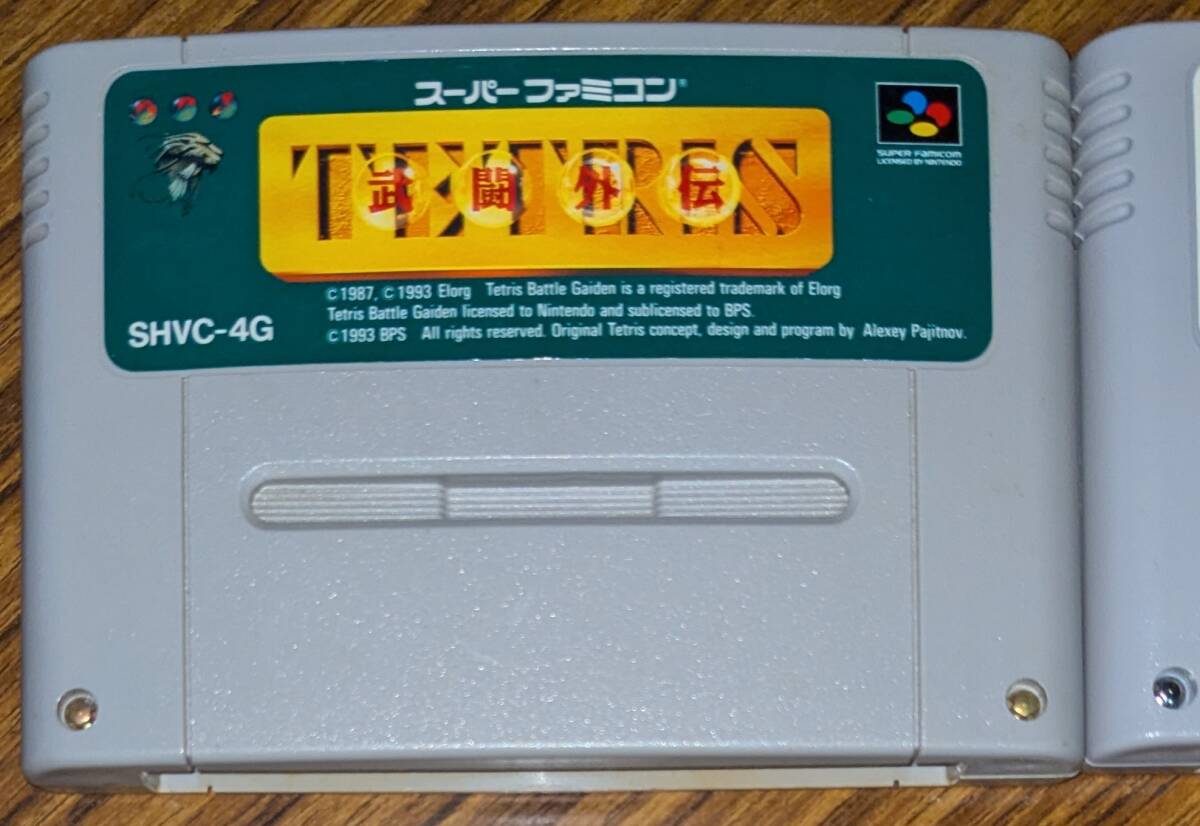 スーパーファミコン®
TETRIS
武闘外伝
SUPER FAMICOM
LICENSED BY NINTENDO
©1987, ©1993 Elorg Tetris Battle Gaiden is a registered trademark of Elorg
Tetris Battle Gaiden licensed to Nintendo and sublicensed to BPS.
©1993 BPS All rights reserved. Original Tetris concept, design and program by Alexey Pajitnov.
SHVC-4G